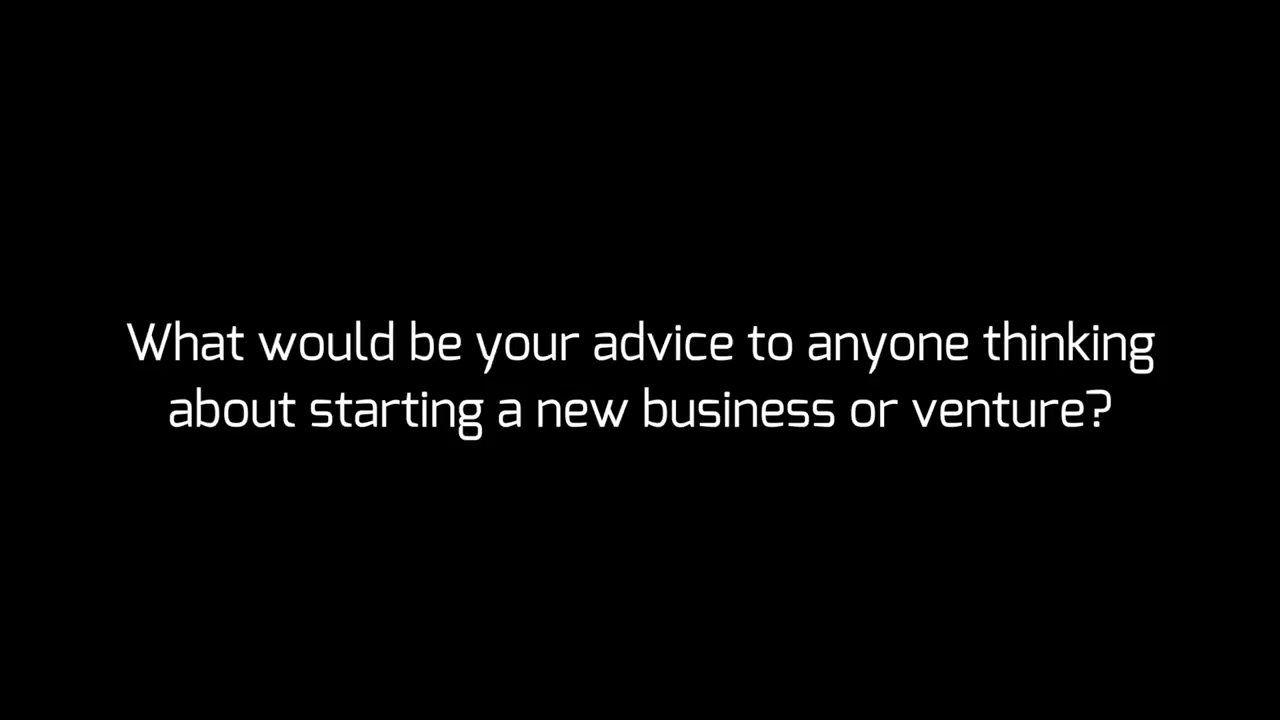 What would be your advice to anyone thinking
about starting a new business or venture?